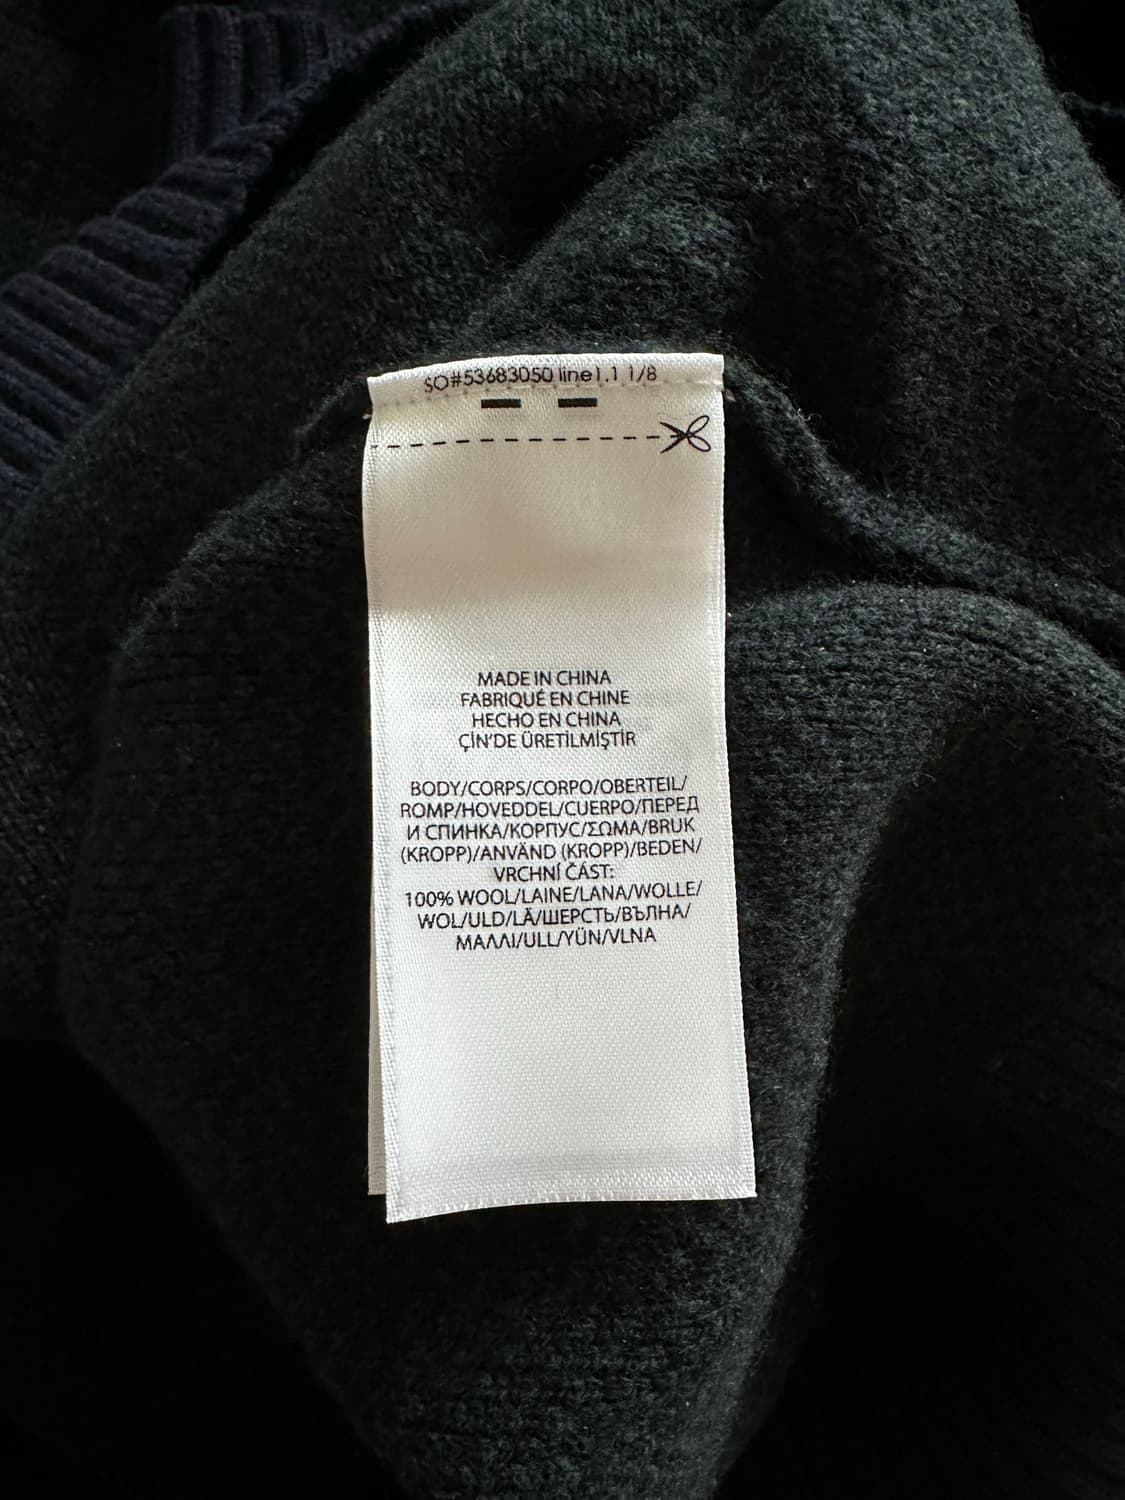 SO#53683050 line1.1 1/8
MADE IN CHINA
FABRIQUÉ EN CHINE
HECHO EN CHINA
ÇİN'DE ÜRETİLMİŞTİR
BODY/CORPS/CORPO/OBERTEIL/
ROMP/HOVEDDEL/CUERPO/ПЕРЕД
И СПИНКА/КОРПУС/ΣΩΜΑ/BRUK
(KROPP)/ANVÄND (KROPP)/BEDEN/
VRCHNÍ ČÁST:
100% WOOL/LAINE/LANA/WOLLE/
WOL/ULD/LÃ/ШЕРСТЬ/ВЪЛНА/
ΜΑΛΛΙ/ULL/YÜN/VLNA